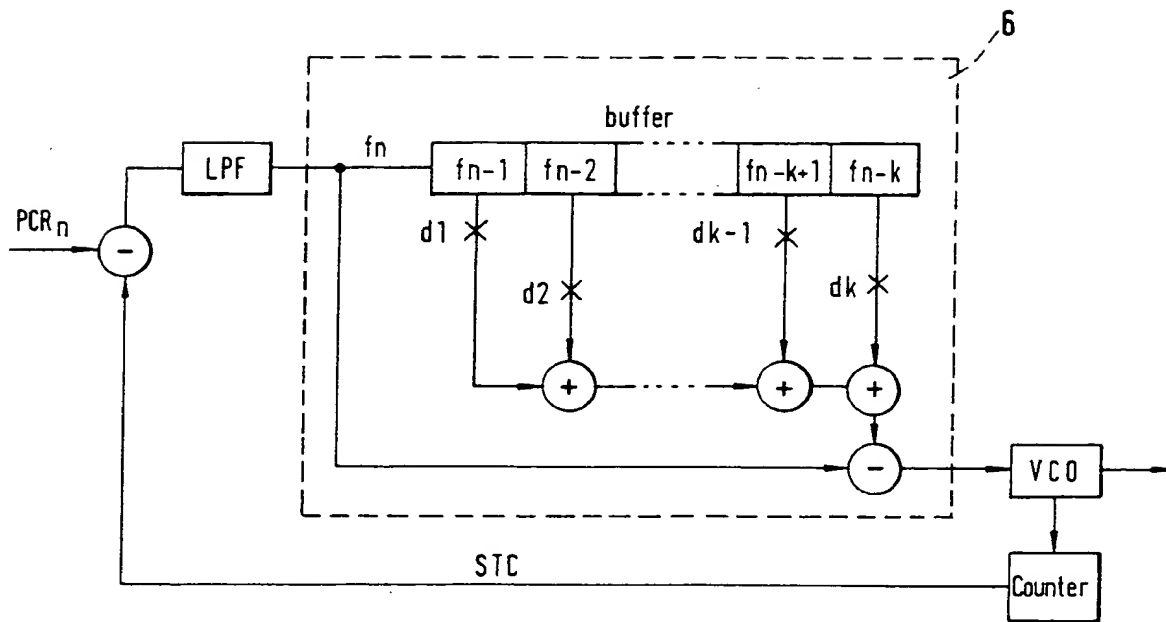 6
buffer
LPF
fn
fn-1
fn-2
fn-k+1
fn-k
PCRn
-
d1
dk-1
d2
dk
+
+
+
-
VCO
STC
Counter